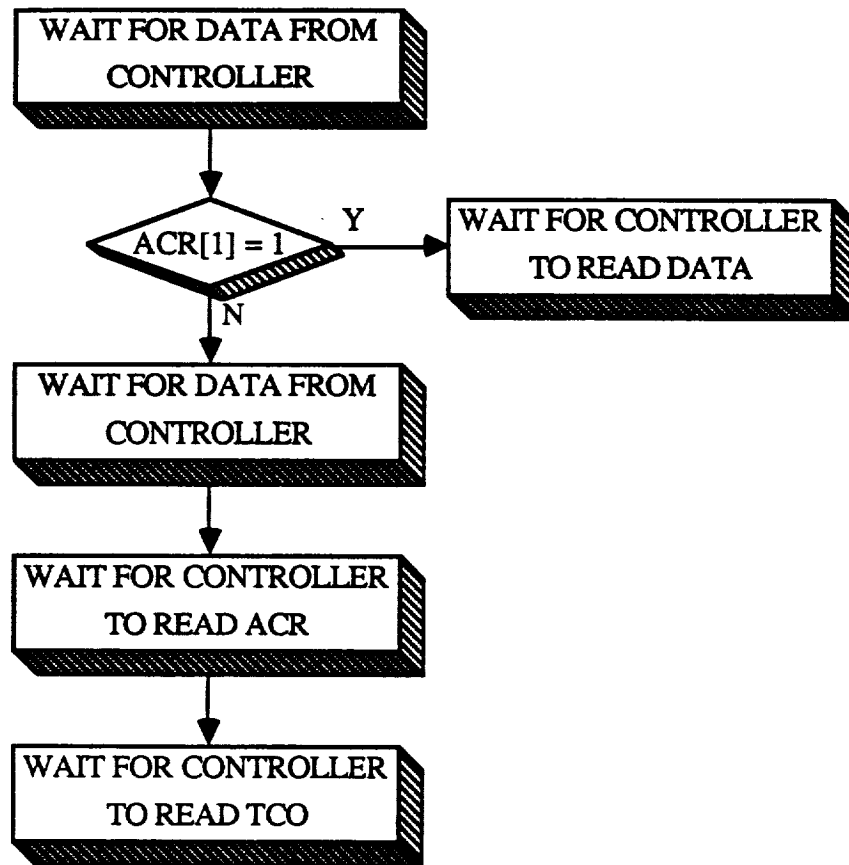 WAIT FOR DATA FROM
CONTROLLER
ACR[1] = 1
Y
WAIT FOR CONTROLLER
TO READ DATA
N
WAIT FOR DATA FROM
CONTROLLER
WAIT FOR CONTROLLER
TO READ ACR
WAIT FOR CONTROLLER
TO READ TCO